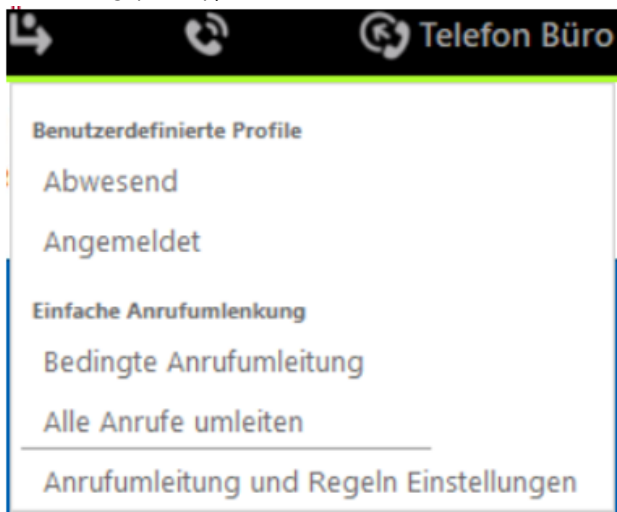 Telefon Büro
Benutzerdefinierte Profile
Abwesend
Angemeldet
Einfache Anrufumlenkung
Bedingte Anrufumleitung
Alle Anrufe umleiten
Anrufumleitung und Regeln Einstellungen